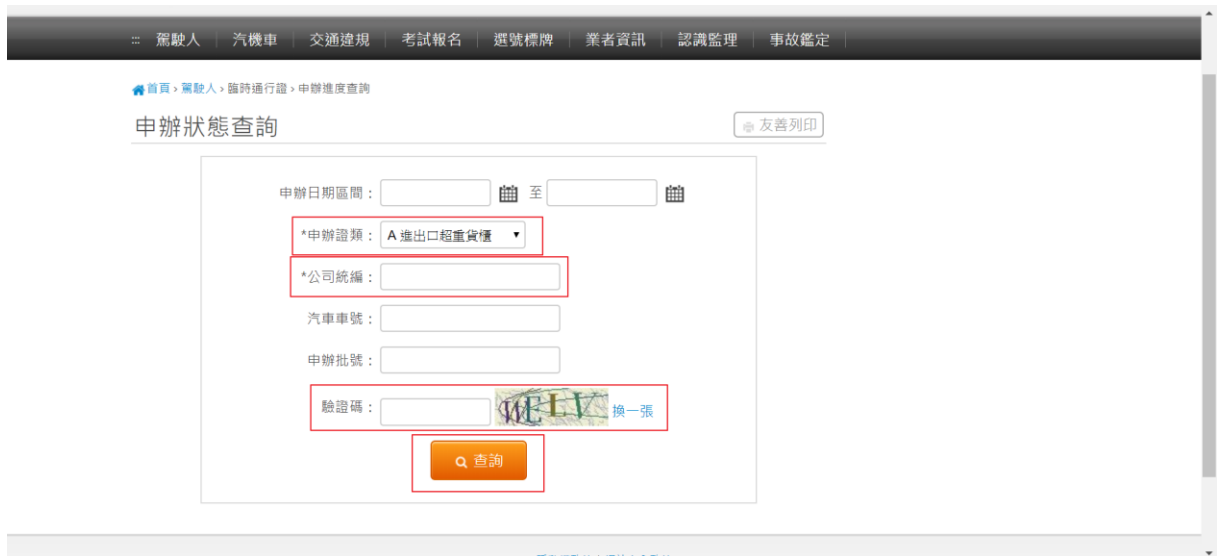 ::: 駕駛人 汽機車 交通違規 考試報名 選號標牌 業者資訊 認識監理 事故鑑定
首頁 › 駕駛人 › 臨時通行證 › 申辦進度查詢
申辦狀態查詢
友善列印
申辦日期區間： 至
*申辦證類： A 進出口超重貨櫃
*公司統編：
汽車車號：
申辦批號：
驗證碼： WELV 換一張
查詢